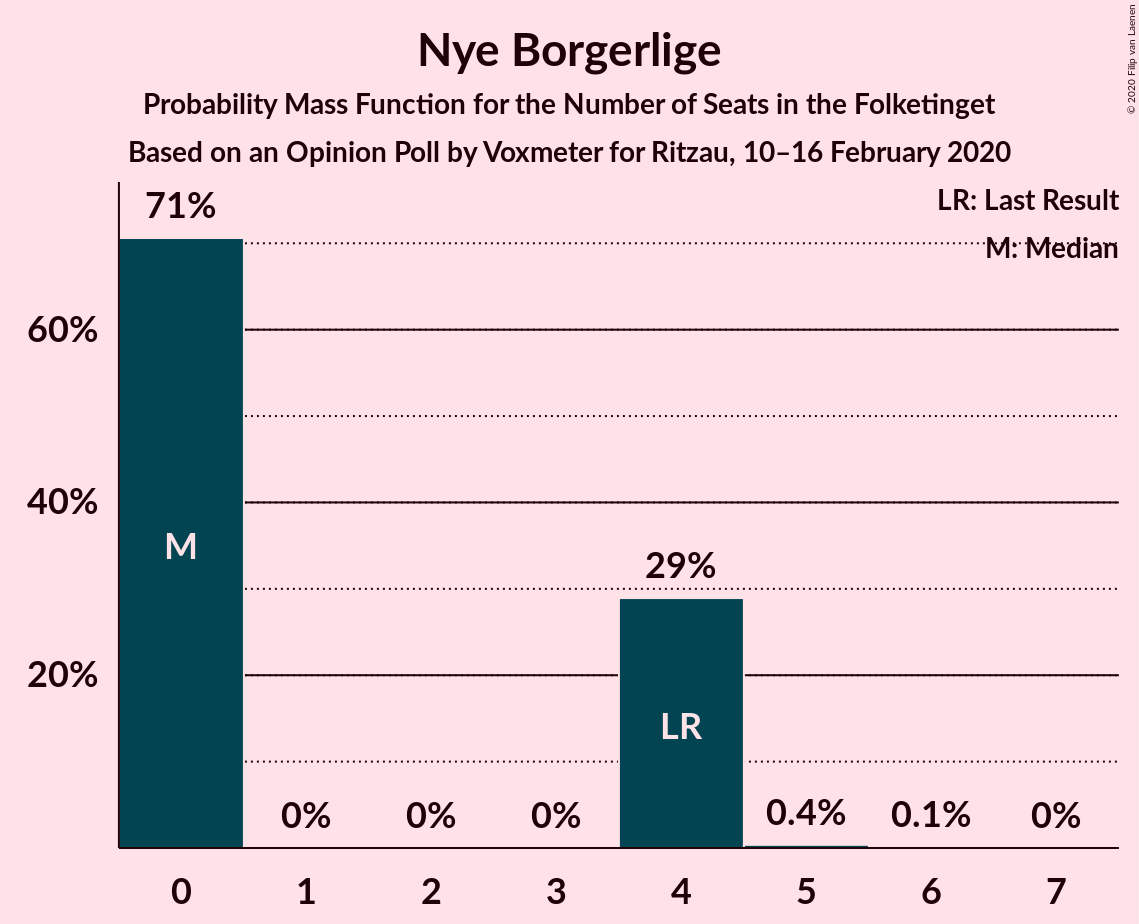 Nye Borgerlige
Probability Mass Function for the Number of Seats in the Folketinget
Based on an Opinion Poll by Voxmeter for Ritzau, 10–16 February 2020
© 2020 Filip van Laenen
LR: Last Result
M: Median
71%
60%
40%
20%
M
29%
LR
0%
0%
0%
0.4%
0.1%
0%
0
1
2
3
4
5
6
7